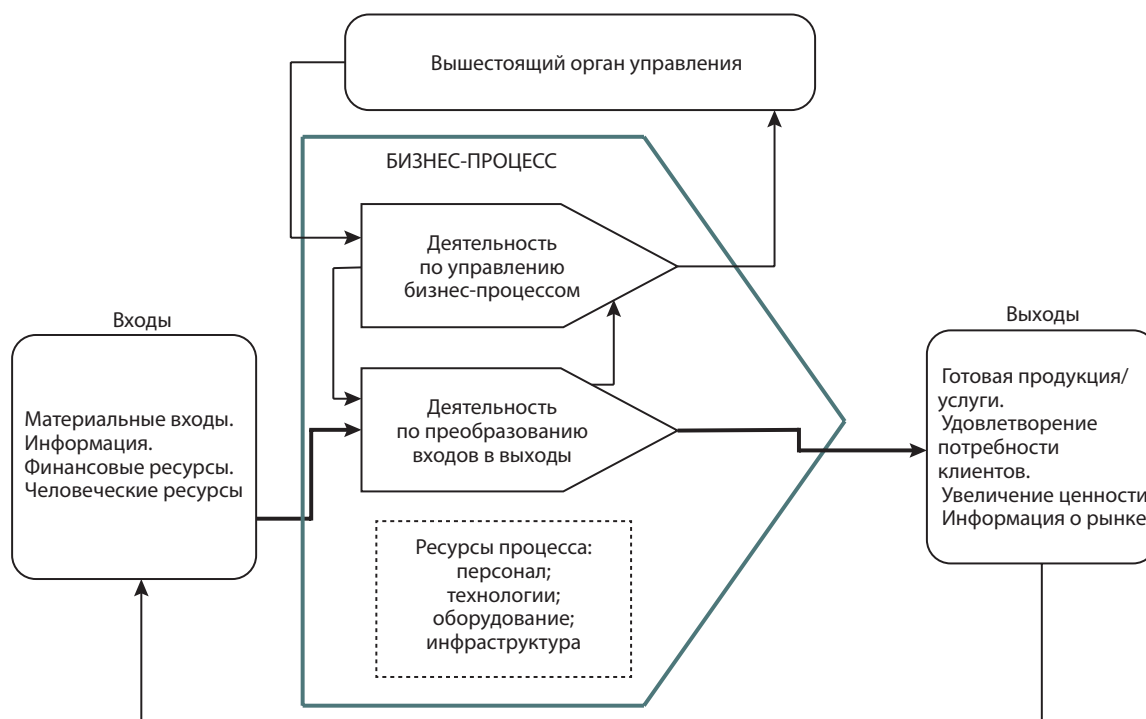 Вышестоящий орган управления
БИЗНЕС-ПРОЦЕСС
Деятельность
по управлению
бизнес-процессом
Входы
Материальные входы.
Информация.
Финансовые ресурсы.
Человеческие ресурсы
Деятельность
по преобразованию
входов в выходы
Ресурсы процесса:
персонал;
технологии;
оборудование;
инфраструктура
Выходы
Готовая продукция/
услуги.
Удовлетворение
потребности
клиентов.
Увеличение ценности.
Информация о рынке